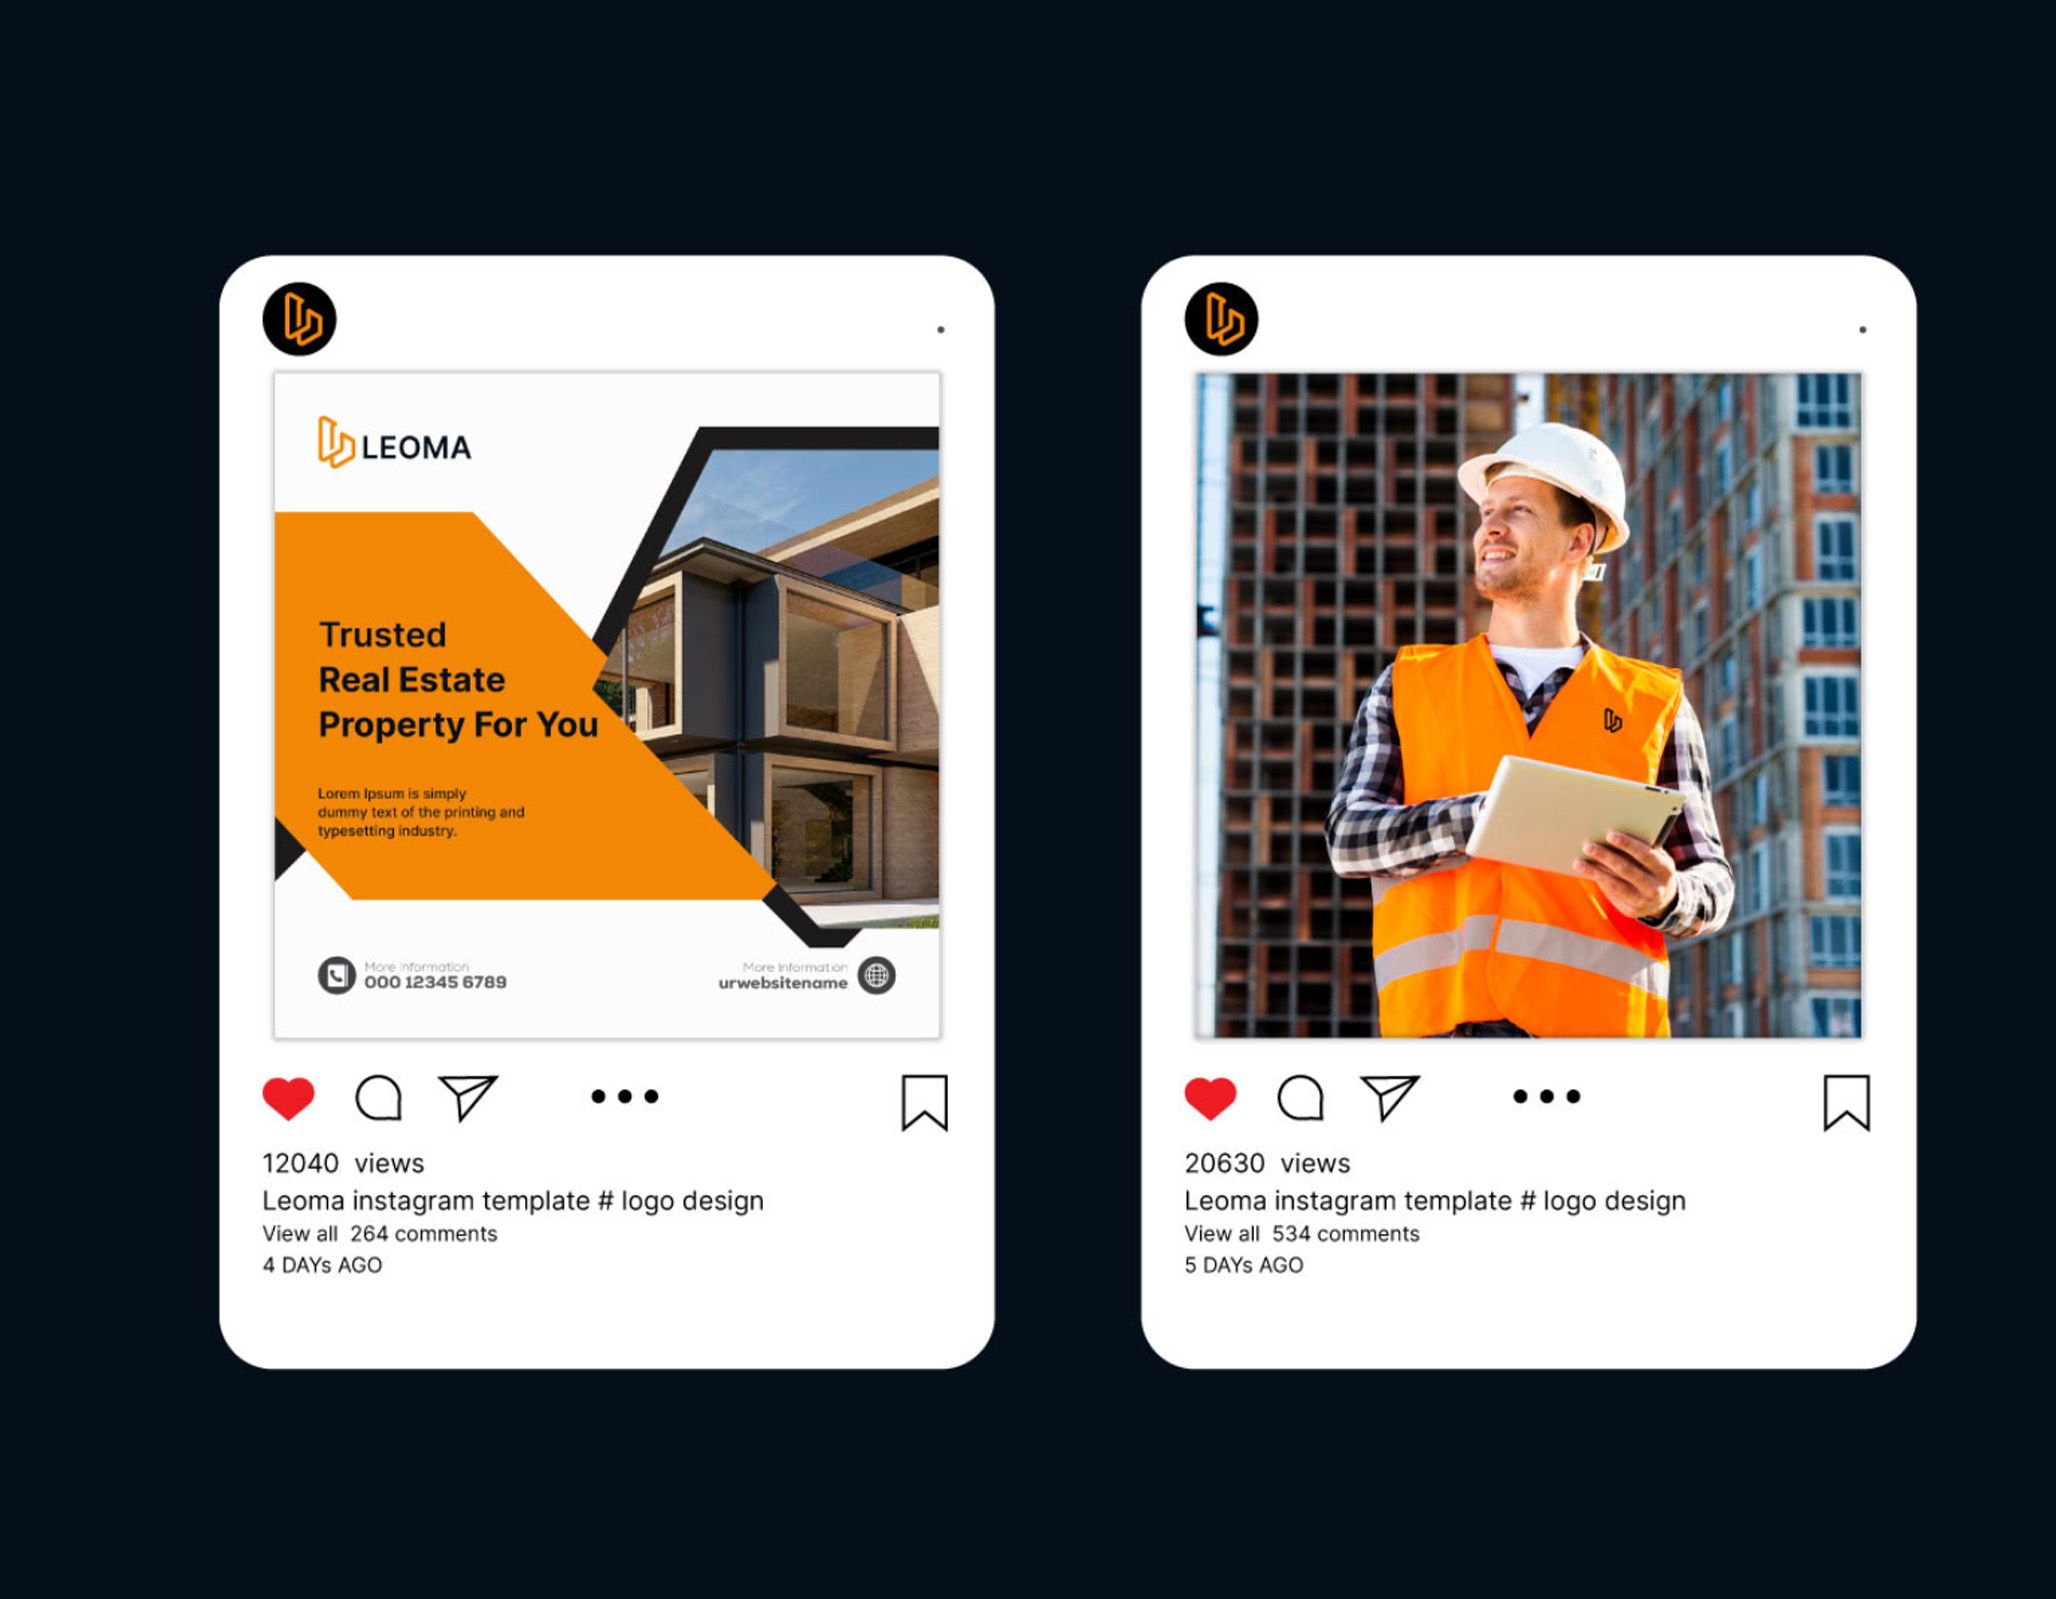 LEOMA
Trusted
Real Estate
Property For You
Lorem Ipsum is simply
dummy text of the printing and
typesetting industry.
More Information
000 12345 6789
More Information
urwebsitename
12040 views
Leoma instagram template # logo design
View all 264 comments
4 DAYs AGO
20630 views
Leoma instagram template # logo design
View all 534 comments
5 DAYs AGO